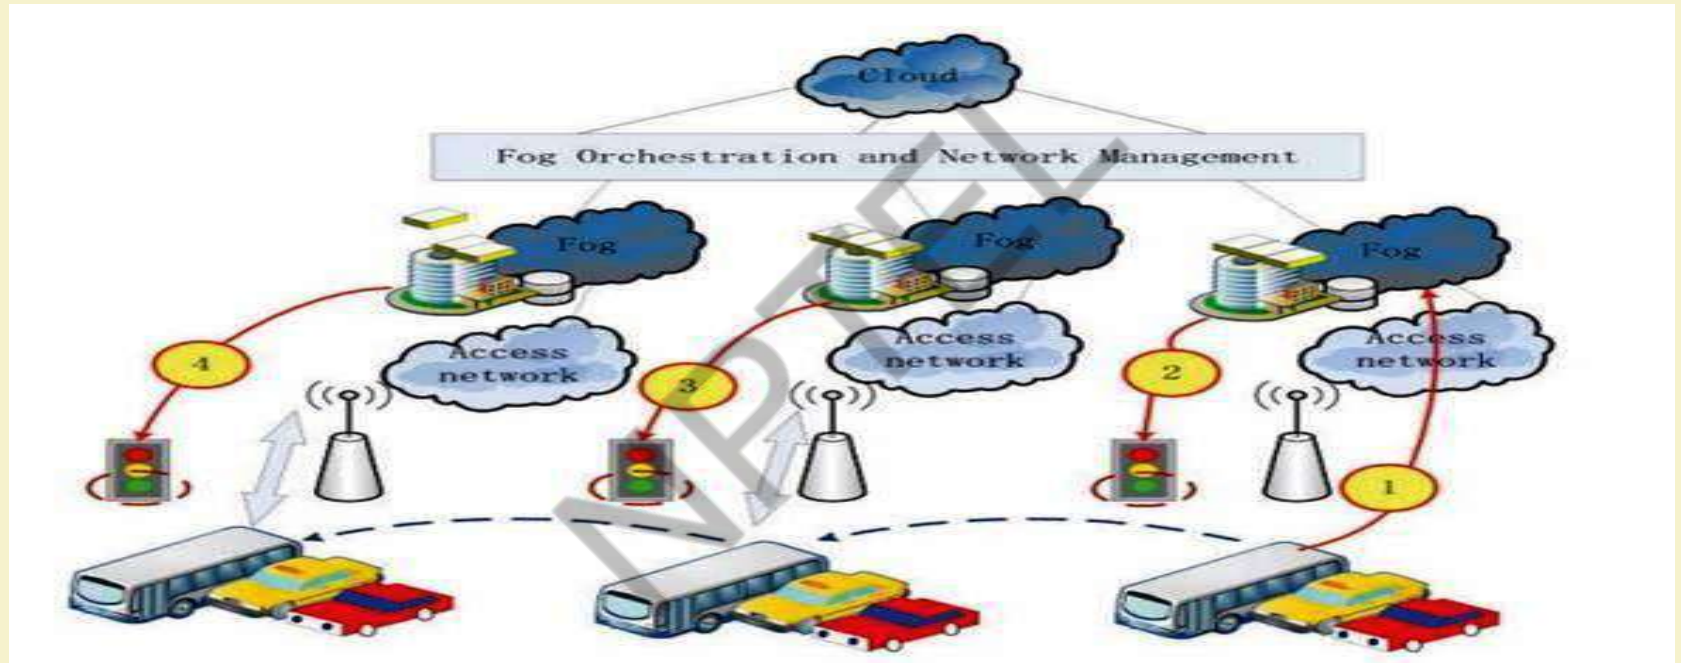 Cloud
Fog Orchestration and Network Management
Fog
Fog
Fog
Access
network
Access
network
Access
network
4
3
2
1
NPTEL